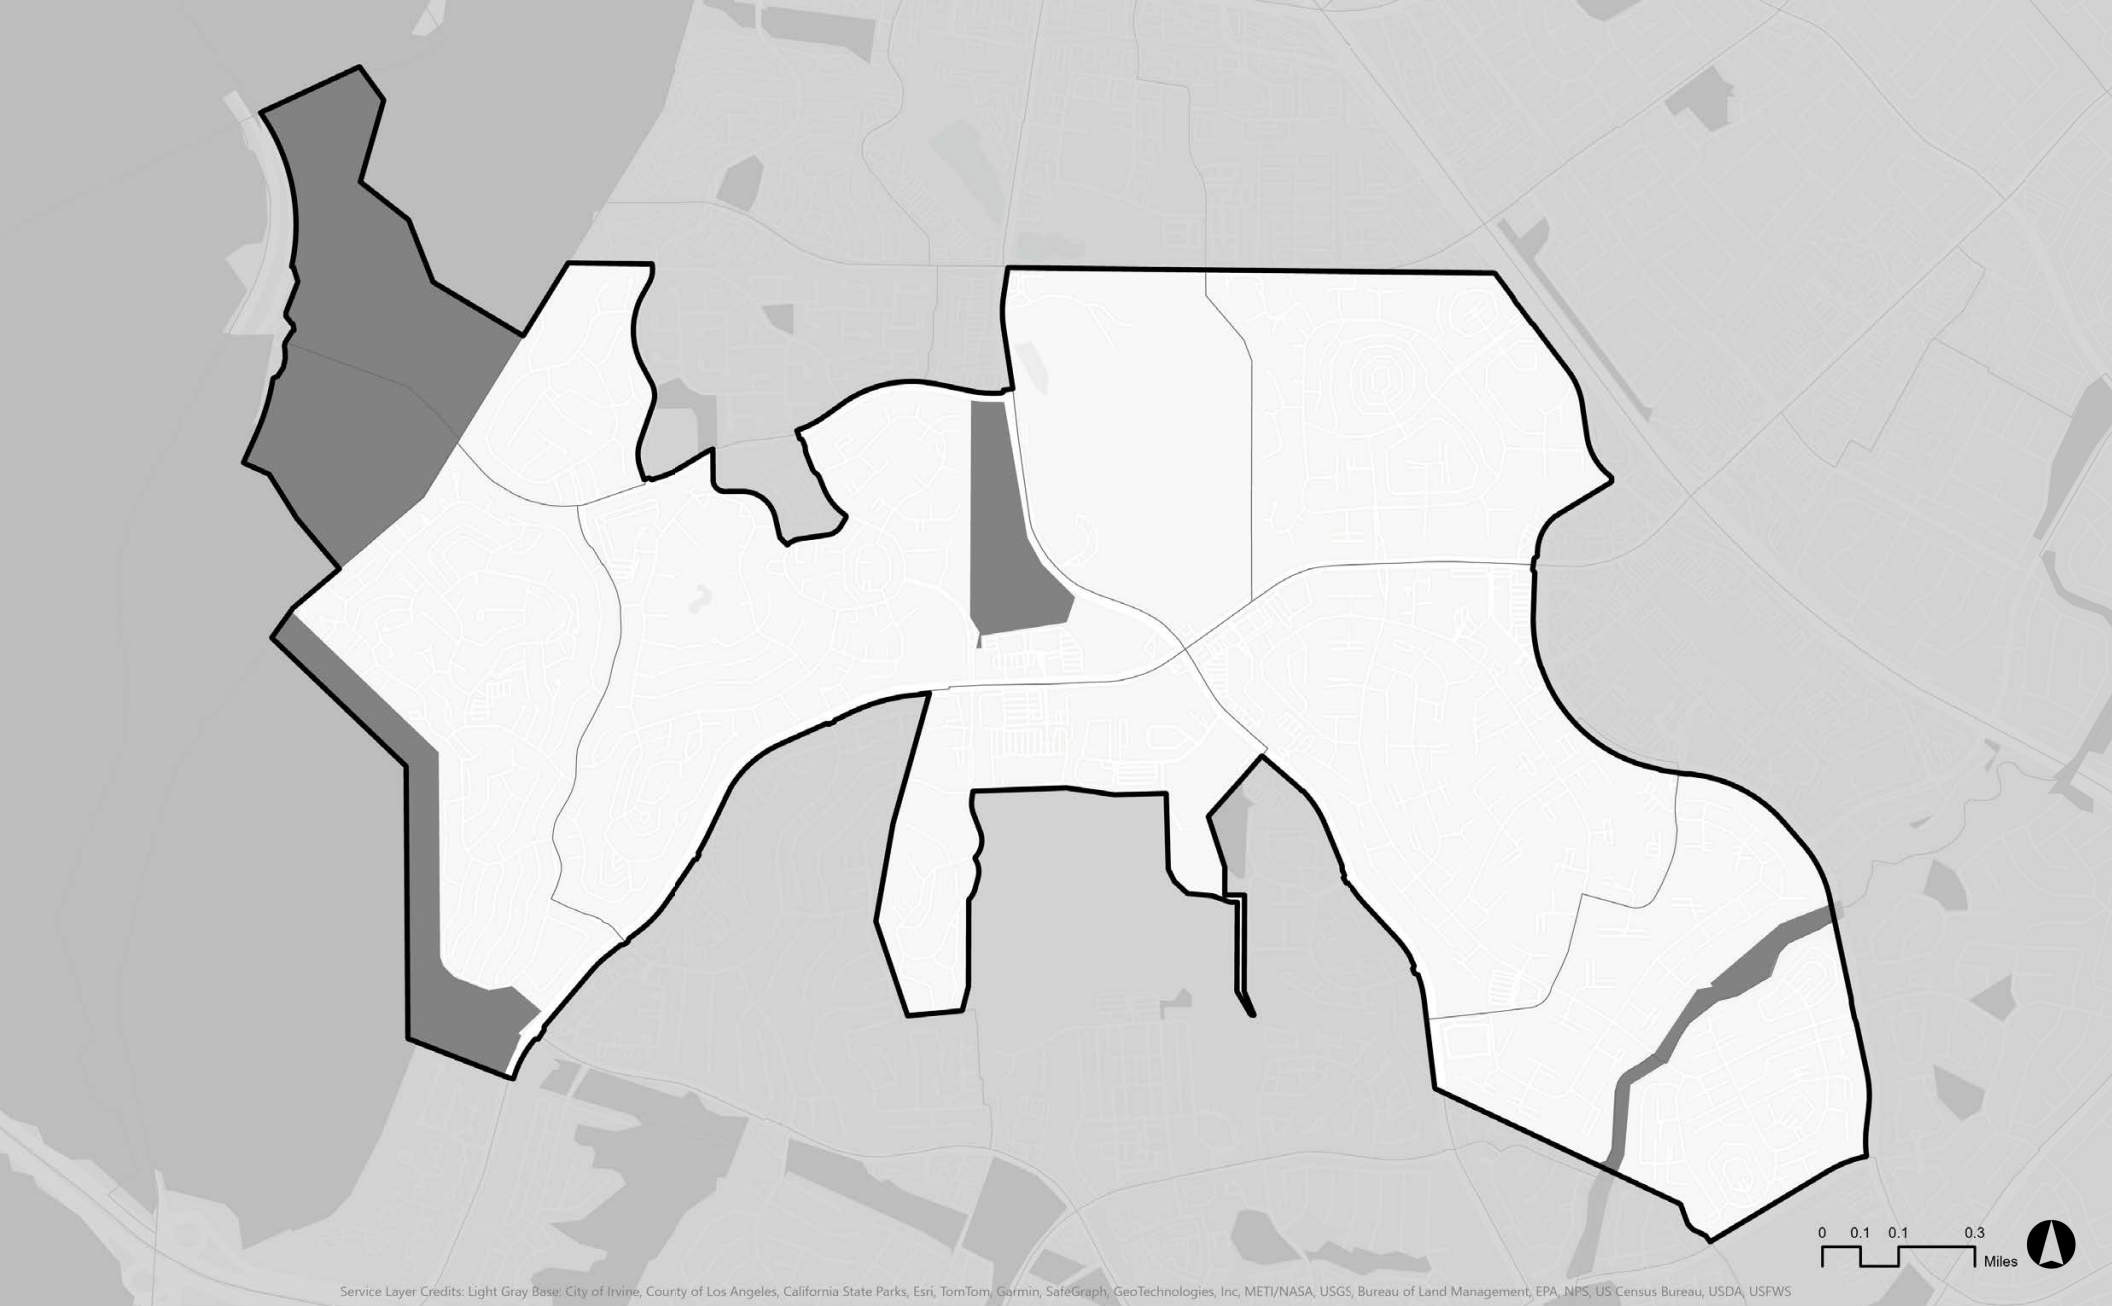 0 0.1 0.1 0.3
Miles
Service Layer Credits: Light Gray Base: City of Irvine, County of Los Angeles, California State Parks, Esri, TomTom, Garmin, SafeGraph, GeoTechnologies, Inc, METI/NASA, USGS, Bureau of Land Management, EPA, NPS, US Census Bureau, USDA, USFWS